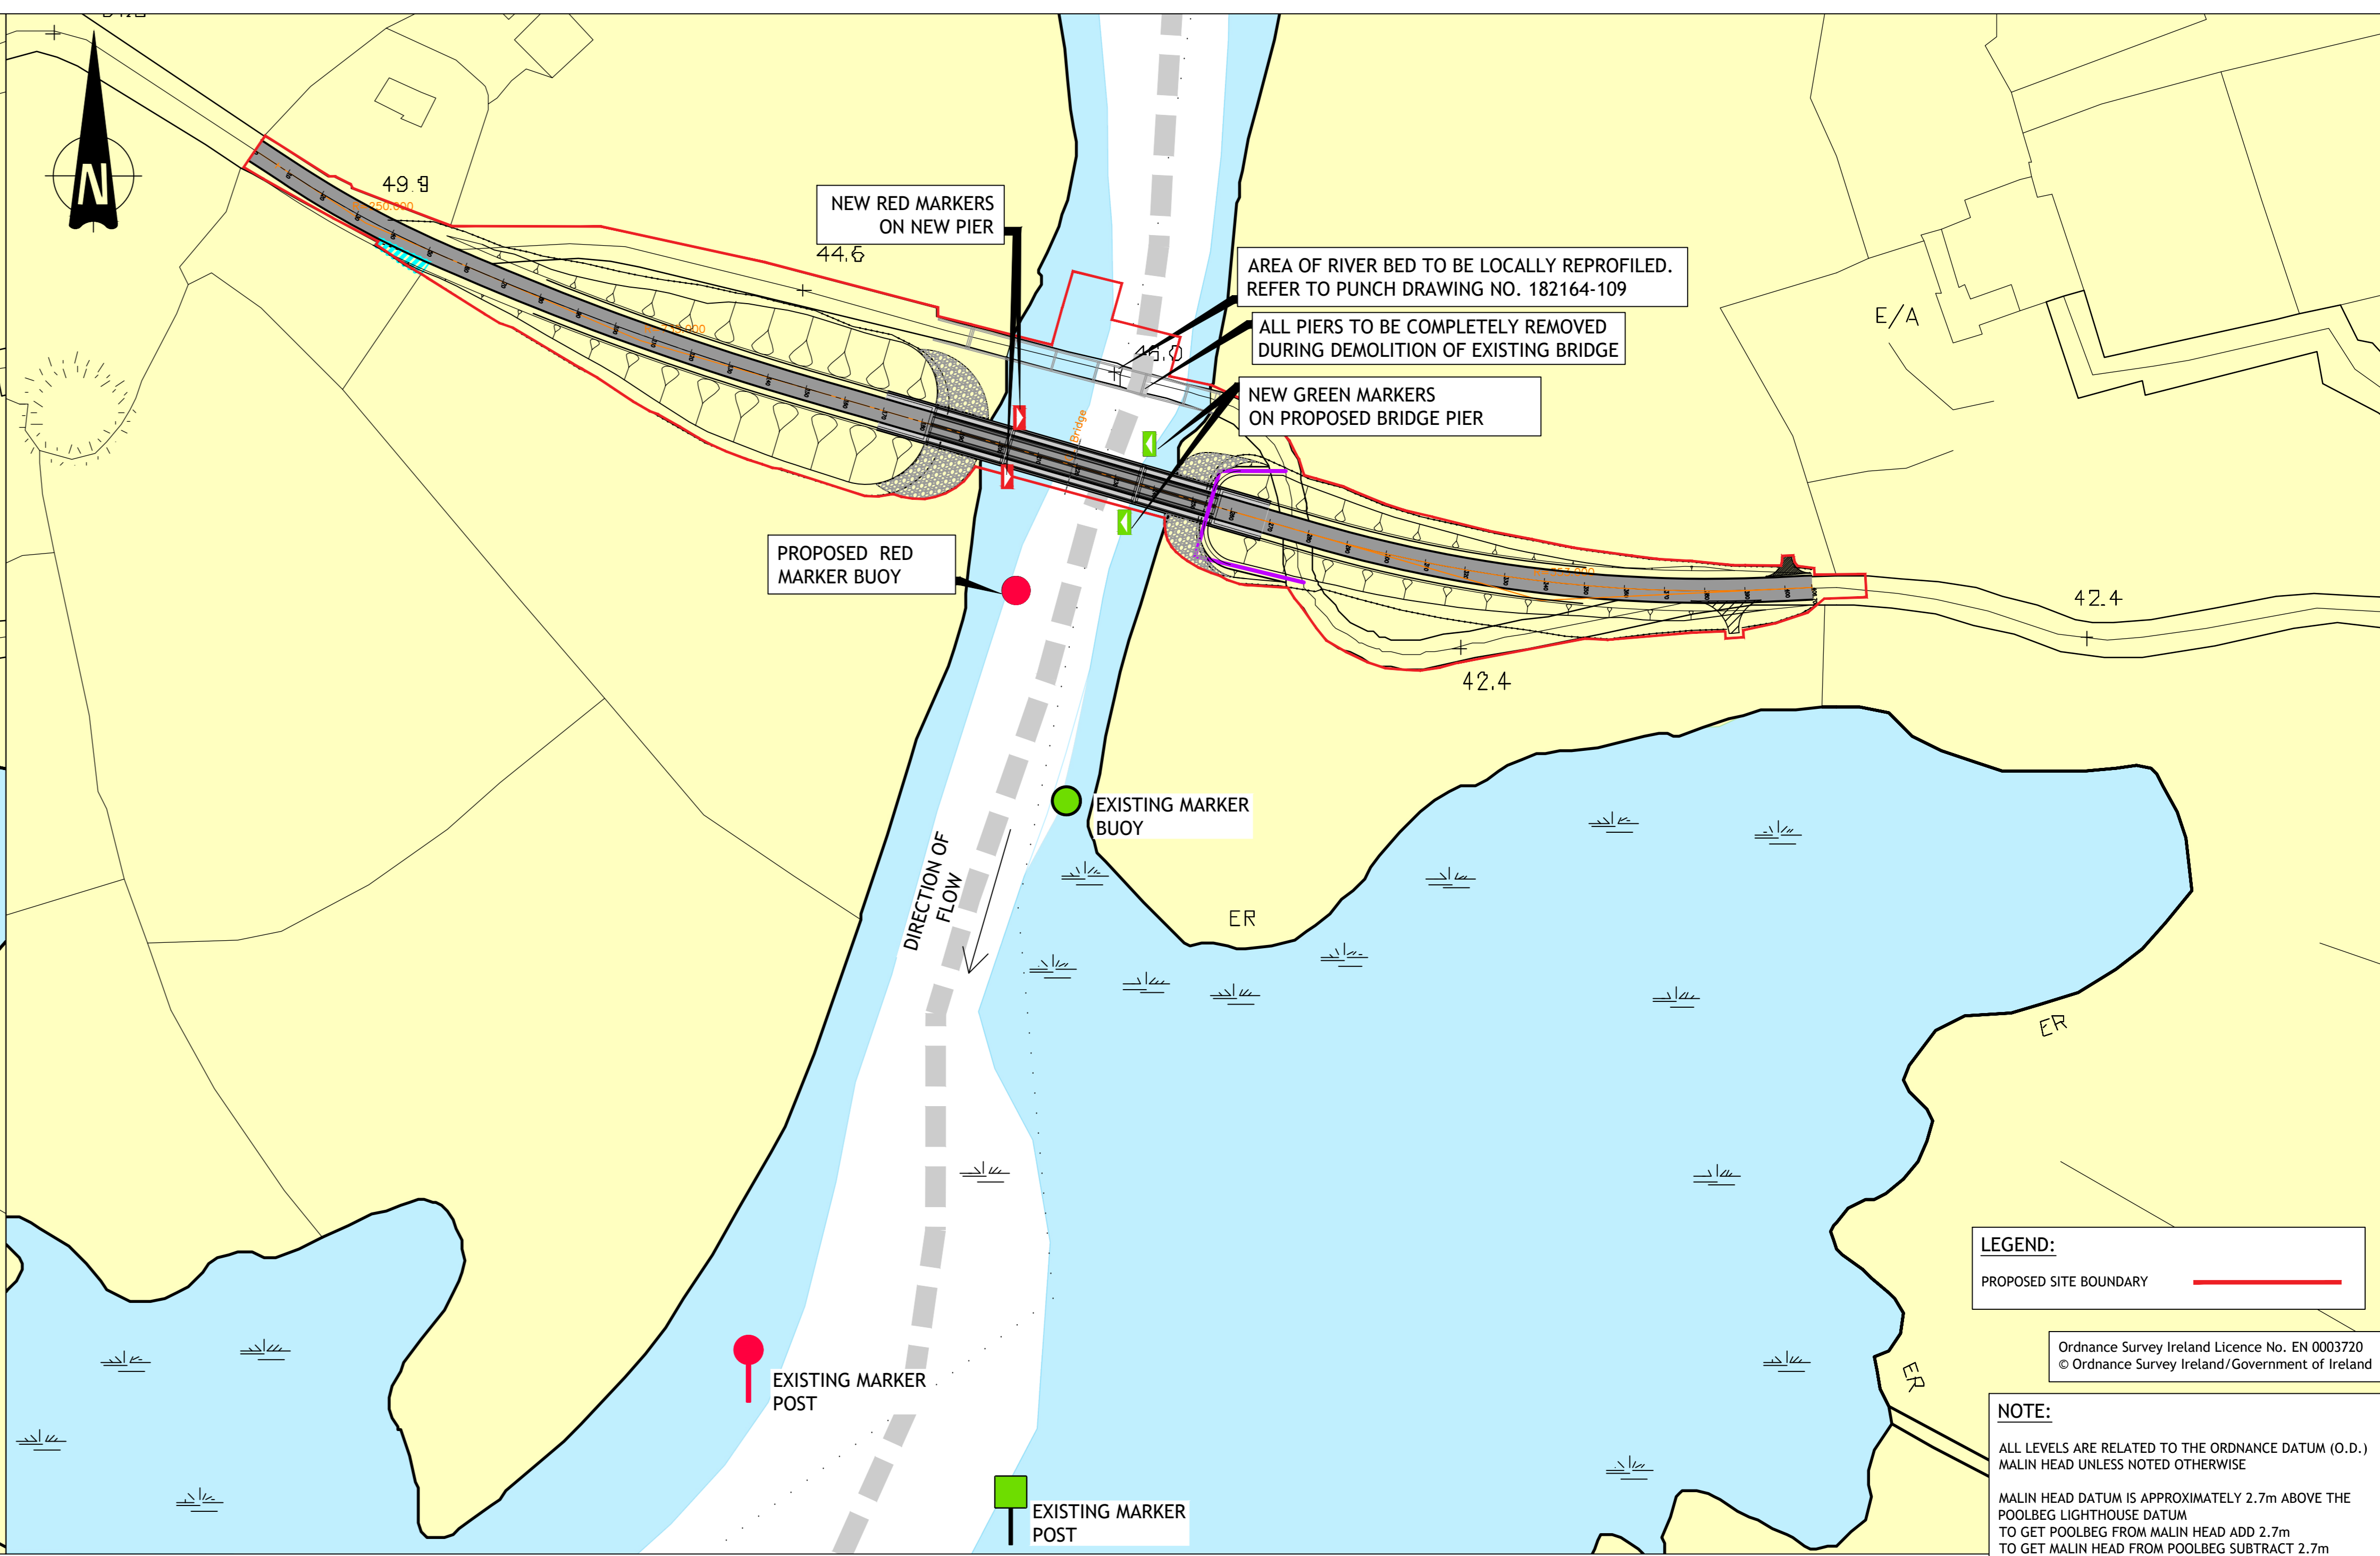 N
49.9
44.6
NEW RED MARKERS
ON NEW PIER
AREA OF RIVER BED TO BE LOCALLY REPROFILED.
REFER TO PUNCH DRAWING NO. 182164-109
ALL PIERS TO BE COMPLETELY REMOVED
DURING DEMOLITION OF EXISTING BRIDGE
NEW GREEN MARKERS
ON PROPOSED BRIDGE PIER
E/A
Bridge
PROPOSED RED
MARKER BUOY
42.4
42.4
EXISTING MARKER
BUOY
DIRECTION OF
FLOW
ER
ER
ER
EXISTING MARKER
POST
EXISTING MARKER
POST
LEGEND:
PROPOSED SITE BOUNDARY
Ordnance Survey Ireland Licence No. EN 0003720
© Ordnance Survey Ireland/Government of Ireland
NOTE:
ALL LEVELS ARE RELATED TO THE ORDNANCE DATUM (O.D.)
MALIN HEAD UNLESS NOTED OTHERWISE
MALIN HEAD DATUM IS APPROXIMATELY 2.7m ABOVE THE
POOLBEG LIGHTHOUSE DATUM
TO GET POOLBEG FROM MALIN HEAD ADD 2.7m
TO GET MALIN HEAD FROM POOLBEG SUBTRACT 2.7m